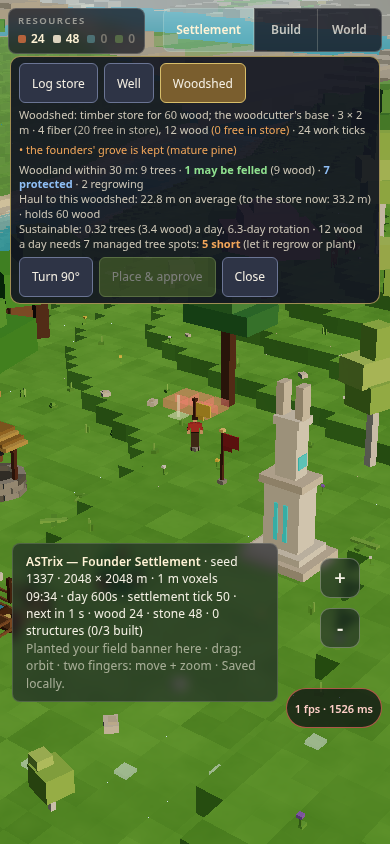 RESOURCES
24 48 0 0
Settlement Build World
Log store Well Woodshed
Woodshed: timber store for 60 wood; the woodcutter's base · 3 × 2
m · 4 fiber (20 free in store), 12 wood (0 free in store) · 24 work ticks
• the founders' grove is kept (mature pine)
Woodland within 30 m: 9 trees · 1 may be felled (9 wood) · 7
protected · 2 regrowing
Haul to this woodshed: 22.8 m on average (to the store now: 33.2 m)
· holds 60 wood
Sustainable: 0.32 trees (3.4 wood) a day, 6.3-day rotation · 12 wood
a day needs 7 managed tree spots: 5 short (let it regrow or plant)
Turn 90° Place & approve Close
ASTrix — Founder Settlement · seed
1337 · 2048 × 2048 m · 1 m voxels
09:34 · day 600s · settlement tick 50 ·
next in 1 s · wood 24 · stone 48 · 0
structures (0/3 built)
Planted your field banner here · drag:
orbit · two fingers: move + zoom · Saved
locally.
+
-
1 fps · 1526 ms